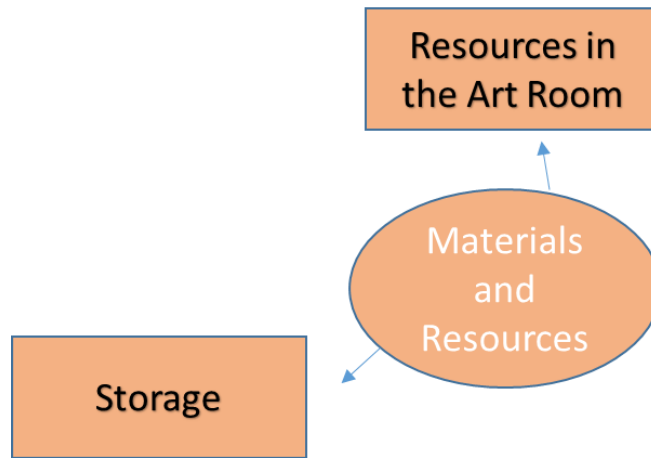 Resources in
the Art Room
Materials
and
Resources
Storage